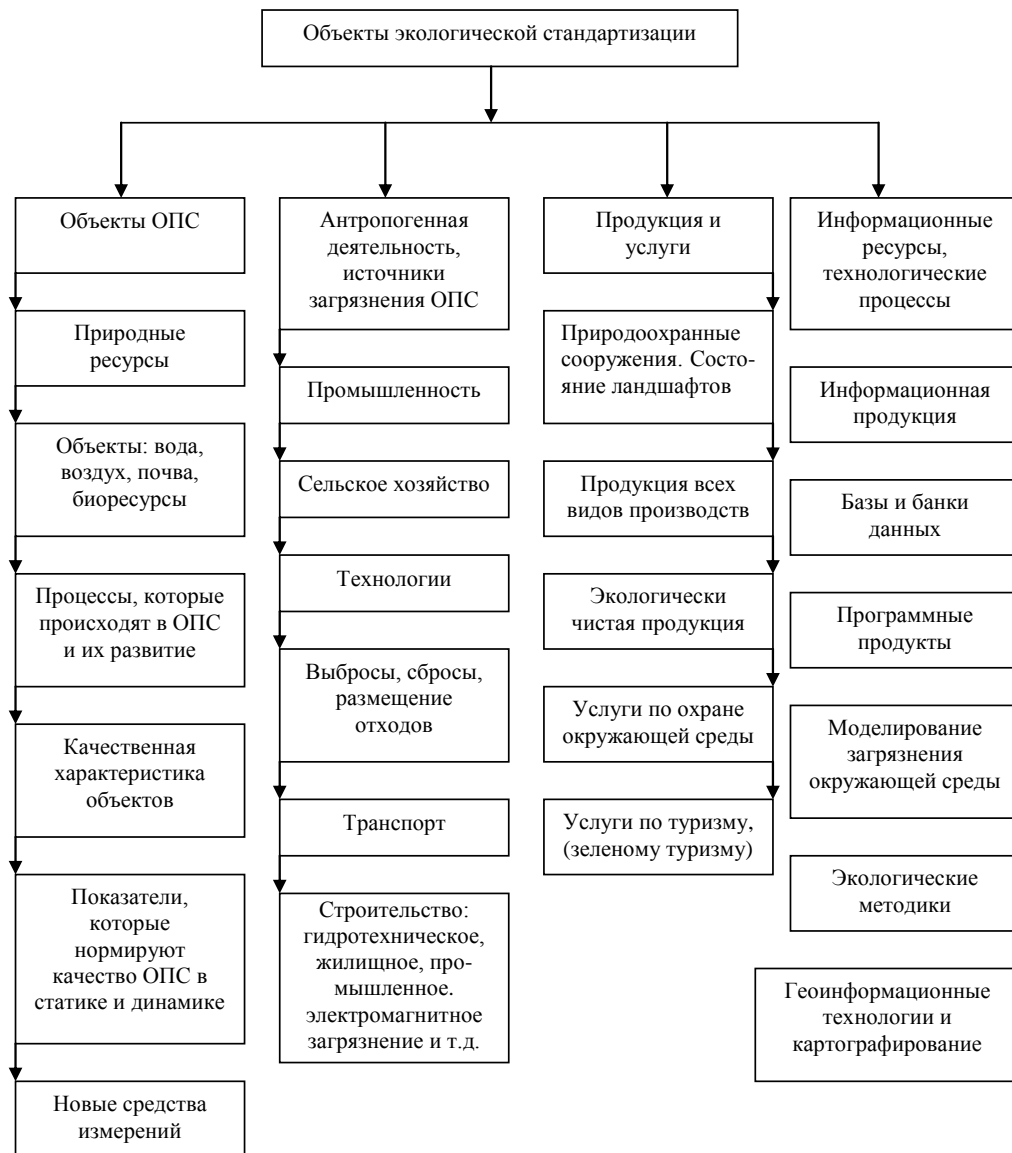 Объекты экологической стандартизации
Объекты ОПС
Природные
ресурсы
Объекты: вода,
воздух, почва,
биоресурсы
Процессы, которые
происходят в ОПС
и их развитие
Качественная
характеристика
объектов
Показатели,
которые
нормируют
качество ОПС в
статике и динамике
Новые средства
измерений
Антропогенная
деятельность,
источники
загрязнения ОПС
Промышленность
Сельское хозяйство
Технологии
Выбросы, сбросы,
размещение
отходов
Транспорт
Строительство:
гидротехническое,
жилищное, про-
мышленное.
электромагнитное
загрязнение и т.д.
Продукция и
услуги
Природоохранные
сооружения. Состо-
яние ландшафтов
Продукция всех
видов производств
Экологически
чистая продукция
Услуги по охране
окружающей среды
Услуги по туризму,
(зеленому туризму)
Информационные
ресурсы,
технологические
процессы
Информационная
продукция
Базы и банки
данных
Программные
продукты
Моделирование
загрязнения
окружающей среды
Экологические
методики
Геоинформационные
технологии и
картографирование